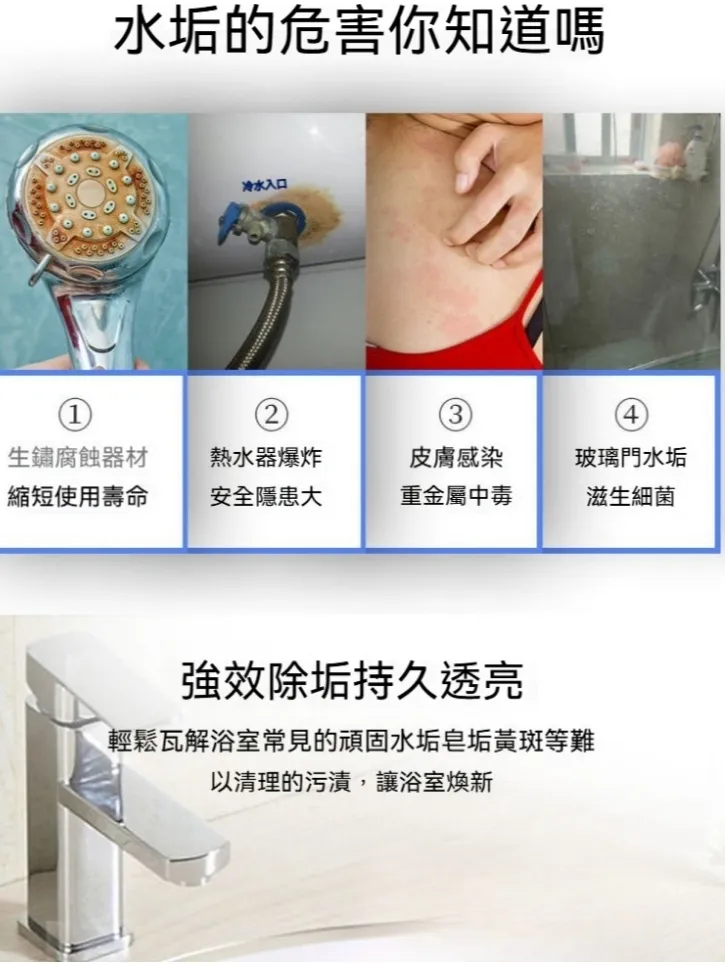 水垢的危害你知道嗎
冷水入口
①
生鏽腐蝕器材
縮短使用壽命
②
熱水器爆炸
安全隱患大
③
皮膚感染
重金屬中毒
④
玻璃門水垢
滋生細菌
強效除垢持久透亮
輕鬆瓦解浴室常見的頑固水垢皂垢黃斑等難
以清理的污漬，讓浴室煥新